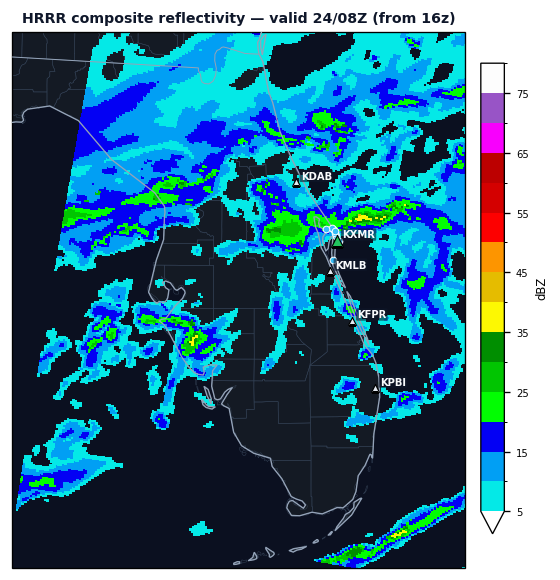 HRRR composite reflectivity — valid 24/08Z (from 16z)
KDAB
KXMR
KMLB
KFPR
KPBI
75
65
55
45
35
25
15
5
dBZ